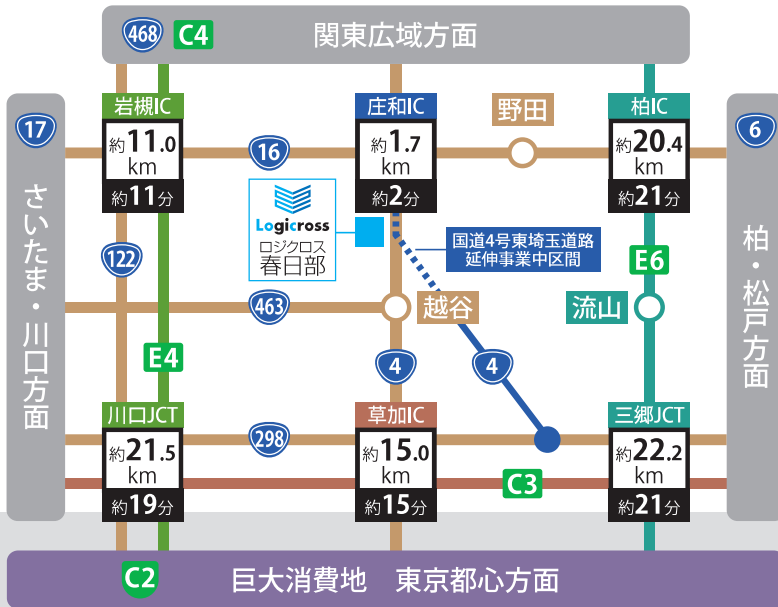 468
C4
関東広域方面
17
さいたま・川口方面
岩槻IC
約11.0
km
約11分
庄和IC
約1.7
km
約2分
野田
柏IC
約20.4
km
約21分
6
柏・松戸方面
16
Logicross
ロジクロス
春日部
国道4号東埼玉道路
延伸事業中区間
122
E6
463
越谷
流山
E4
4
4
川口JCT
約21.5
km
約19分
298
草加IC
約15.0
km
約15分
C3
三郷JCT
約22.2
km
約21分
C2
巨大消費地 東京都心方面